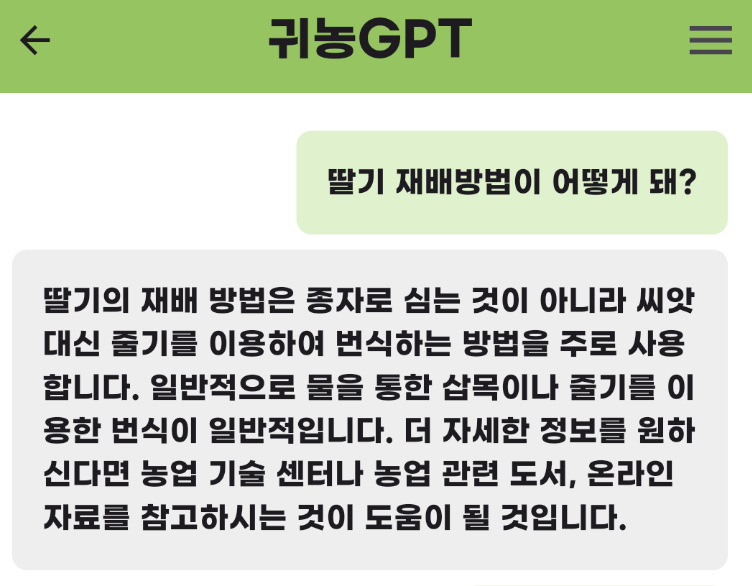 귀농GPT
딸기 재배방법이 어떻게 돼?
딸기의 재배 방법은 종자로 심는 것이 아니라 씨앗
대신 줄기를 이용하여 번식하는 방법을 주로 사용
합니다. 일반적으로 물을 통한 삽목이나 줄기를 이
용한 번식이 일반적입니다. 더 자세한 정보를 원하
신다면 농업 기술 센터나 농업 관련 도서, 온라인
자료를 참고하시는 것이 도움이 될 것입니다.